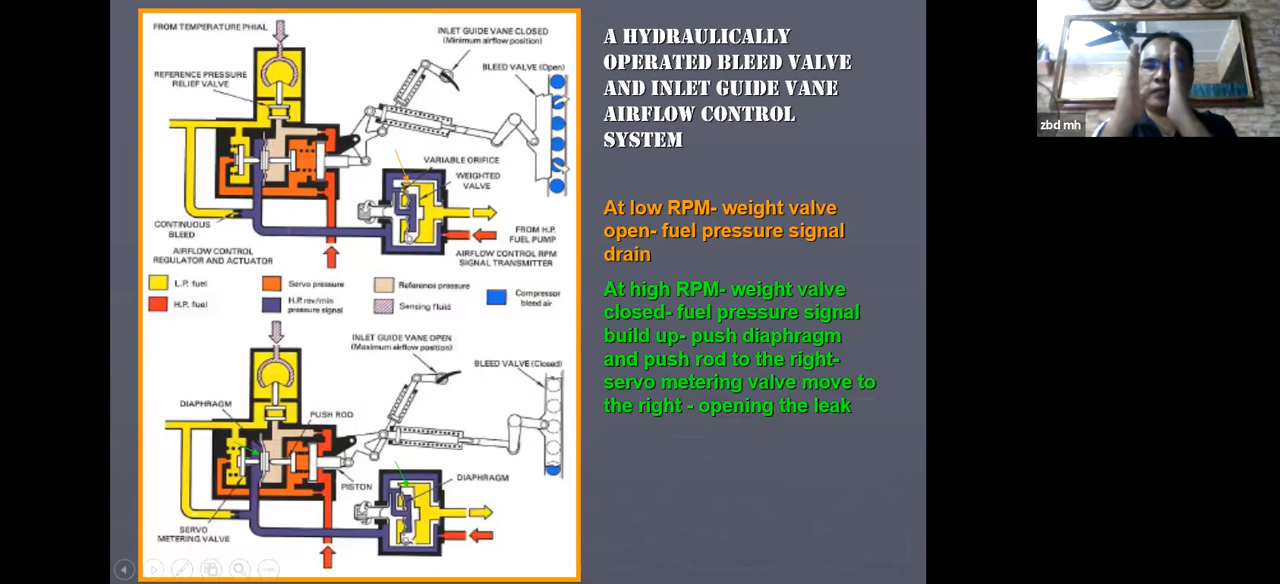 FROM TEMPERATURE PHIAL
REFERENCE PRESSURE
RELIEF VALVE
INLET GUIDE VANE CLOSED
(Minimum airflow position)
BLEED VALVE (Open)
VARIABLE ORIFICE
WEIGHTED
VALVE
CONTINUOUS
BLEED
AIRFLOW CONTROL
REGULATOR AND ACTUATOR
FROM H.P.
FUEL PUMP
AIRFLOW CONTROL RPM
SIGNAL TRANSMITTER
L.P. fuel
H.P. fuel
Servo pressure
H.P. rev/min
pressure signal
Reference pressure
Sensing fluid
Compressor
bleed air
INLET GUIDE VANE OPEN
(Maximum airflow position)
BLEED VALVE (Closed)
DIAPHRAGM
PUSH ROD
PISTON
DIAPHRAGM
SERVO
METERING VALVE
A HYDRAULICALLY
OPERATED BLEED VALVE
AND INLET GUIDE VANE
AIRFLOW CONTROL
SYSTEM
At low RPM- weight valve
open- fuel pressure signal
drain
At high RPM- weight valve
closed- fuel pressure signal
build up- push diaphragm
and push rod to the right-
servo metering valve move to
the right - opening the leak
zbd mh